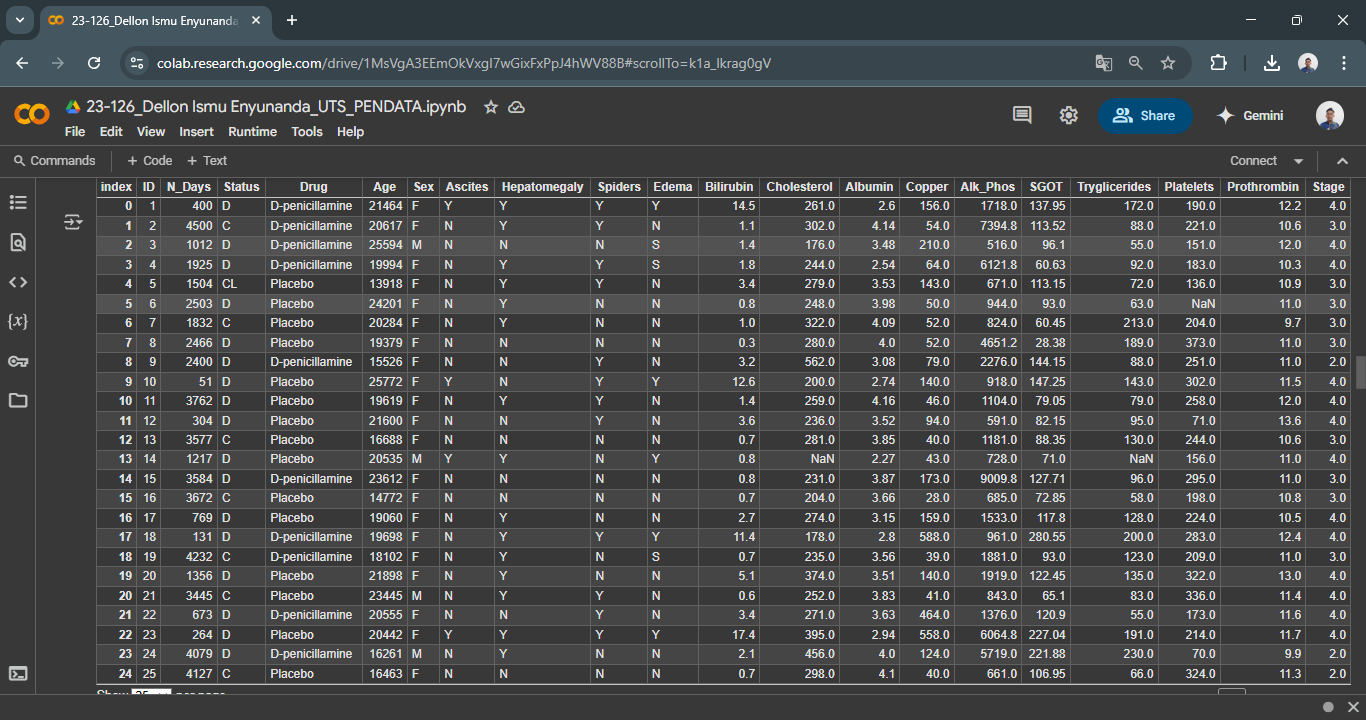 23-126_Dellon Ismu Enyunanda
colab.research.google.com/drive/1MsVgA3EEmOkVxgI7wGixFxPpJ4hWV88B#scrollTo=k1a_Ikrag0gV
23-126_Dellon Ismu Enyunanda_UTS_PENDATA.ipynb
Share
Gemini
File Edit View Insert Runtime Tools Help
Commands + Code + Text Connect
index ID N_Days Status Drug Age Sex Ascites Hepatomegaly Spiders Edema Bilirubin Cholesterol Albumin Copper Alk_Phos SGOT Tryglicerides Platelets Prothrombin Stage
0 1 400 D D-penicillamine 21464 F Y Y Y Y 14.5 261.0 2.6 156.0 1718.0 137.95 172.0 190.0 12.2 4.0
1 2 4500 C D-penicillamine 20617 F N Y Y N 1.1 302.0 4.14 54.0 7394.8 113.52 88.0 221.0 10.6 3.0
2 3 1012 D D-penicillamine 25594 M N N N S 1.4 176.0 3.48 210.0 516.0 96.1 55.0 151.0 12.0 4.0
3 4 1925 D D-penicillamine 19994 F N Y Y S 1.8 244.0 2.54 64.0 6121.8 60.63 92.0 183.0 10.3 4.0
4 5 1504 CL Placebo 13918 F N Y Y N 3.4 279.0 3.53 143.0 671.0 113.15 72.0 136.0 10.9 3.0
5 6 2503 D Placebo 24201 F N Y N N 0.8 248.0 3.98 50.0 944.0 93.0 63.0 NaN 11.0 3.0
6 7 1832 C Placebo 20284 F N Y N N 1.0 322.0 4.09 52.0 824.0 60.45 213.0 204.0 9.7 3.0
7 8 2466 D Placebo 19379 F N N N N 0.3 280.0 4.0 52.0 4651.2 28.38 189.0 373.0 11.0 3.0
8 9 2400 D D-penicillamine 15526 F N N Y N 3.2 562.0 3.08 79.0 2276.0 144.15 88.0 251.0 11.0 2.0
9 10 51 D Placebo 25772 F Y N Y Y 12.6 200.0 2.74 140.0 918.0 147.25 143.0 302.0 11.5 4.0
10 11 3762 D Placebo 19619 F N Y Y N 1.4 259.0 4.16 46.0 1104.0 79.05 79.0 258.0 12.0 4.0
11 12 304 D Placebo 21600 F N N Y N 3.6 236.0 3.52 94.0 591.0 82.15 95.0 71.0 13.6 4.0
12 13 3577 C Placebo 16688 F N N N N 0.7 281.0 3.85 40.0 1181.0 88.35 130.0 244.0 10.6 3.0
13 14 1217 D Placebo 20535 M Y Y N Y 0.8 NaN 2.27 43.0 728.0 71.0 NaN 156.0 11.0 4.0
14 15 3584 D D-penicillamine 23612 F N N N N 0.8 231.0 3.87 173.0 9009.8 127.71 96.0 295.0 11.0 3.0
15 16 3672 C Placebo 14772 F N N N N 0.7 204.0 3.66 28.0 685.0 72.85 58.0 198.0 10.8 3.0
16 17 769 D Placebo 19060 F N Y N N 2.7 274.0 3.15 159.0 1533.0 117.8 128.0 224.0 10.5 4.0
17 18 131 D D-penicillamine 19698 F N Y Y Y 11.4 178.0 2.8 588.0 961.0 280.55 200.0 283.0 12.4 4.0
18 19 4232 C D-penicillamine 18102 F N Y N S 0.7 235.0 3.56 39.0 1881.0 93.0 123.0 209.0 11.0 3.0
19 20 1356 D Placebo 21898 F N Y N N 5.1 374.0 3.51 140.0 1919.0 122.45 135.0 322.0 13.0 4.0
20 21 3445 C Placebo 23445 M N Y Y N 0.6 252.0 3.83 41.0 843.0 65.1 83.0 336.0 11.4 4.0
21 22 673 D D-penicillamine 20555 F N N Y N 3.4 271.0 3.63 464.0 1376.0 120.9 55.0 173.0 11.6 4.0
22 23 264 D Placebo 20442 F Y Y Y Y 17.4 395.0 2.94 558.0 6064.8 227.04 191.0 214.0 11.7 4.0
23 24 4079 D D-penicillamine 16261 M N Y N N 2.1 456.0 4.0 124.0 5719.0 221.88 230.0 70.0 9.9 2.0
24 25 4127 C Placebo 16463 F N N N N 0.7 298.0 4.1 40.0 661.0 106.95 66.0 324.0 11.3 2.0